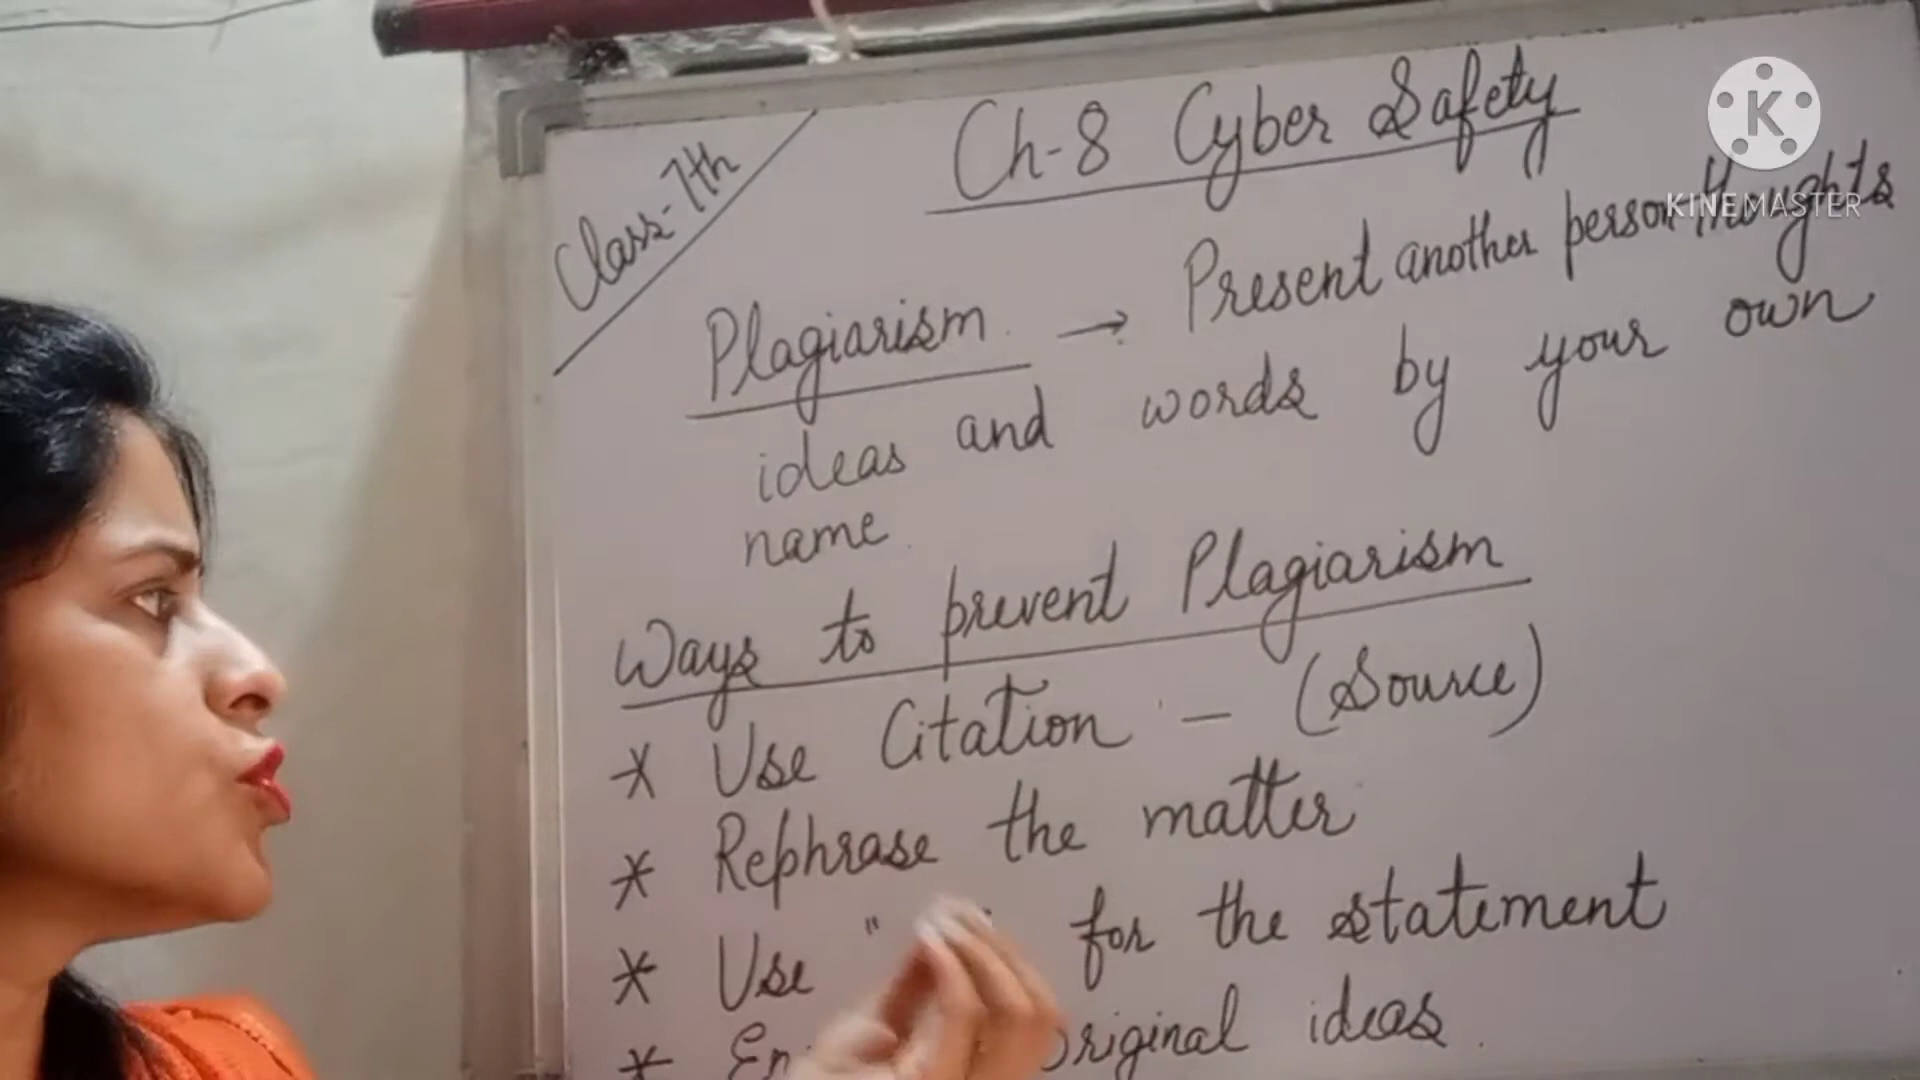 Class-7th
Ch-8 Cyber Safety
K
KINEMASTER
Plagiarism → Present another person thoughts
ideas and words by your own
name.
Ways to prevent Plagiarism
* Use Citation - (Source)
* Rephrase the matter
* Use " for the statement
* original ideas.